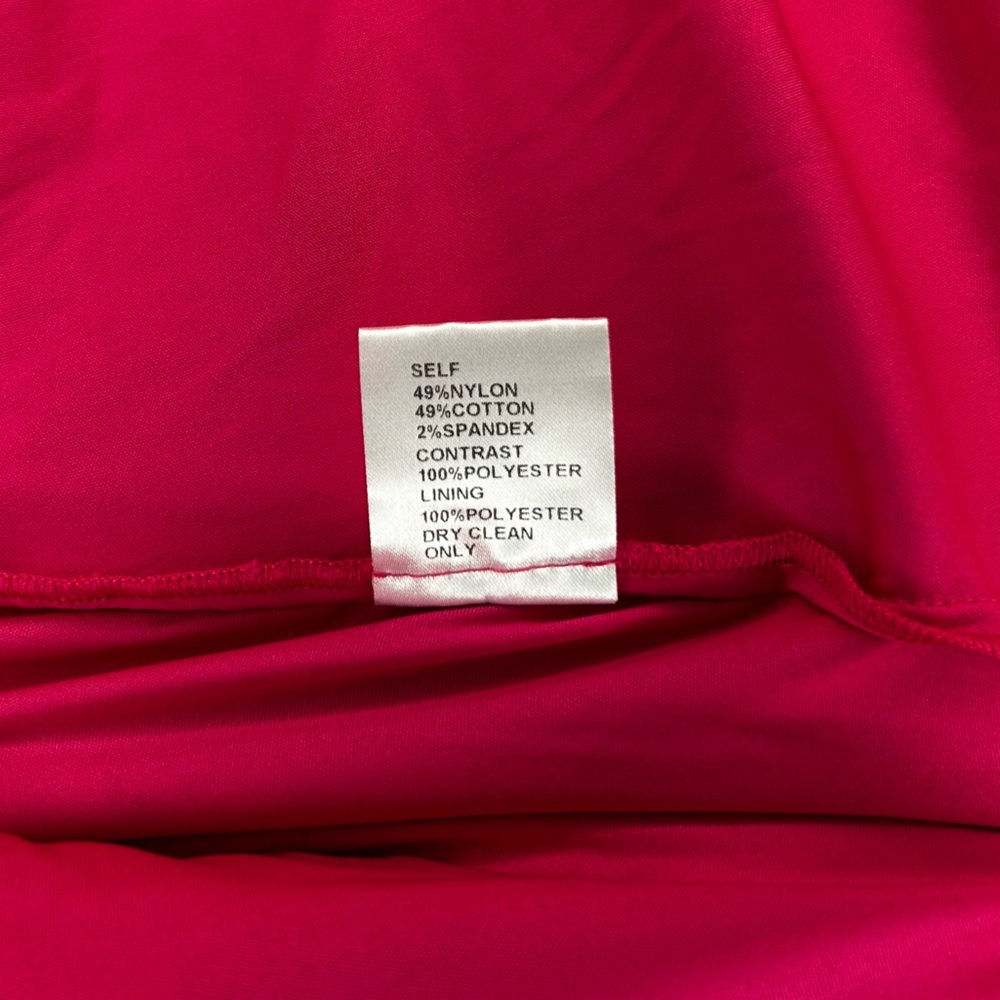 SELF
49%NYLON
49%COTTON
2%SPANDEX
CONTRAST
100%POLYESTER
LINING
100%POLYESTER
DRY CLEAN
ONLY